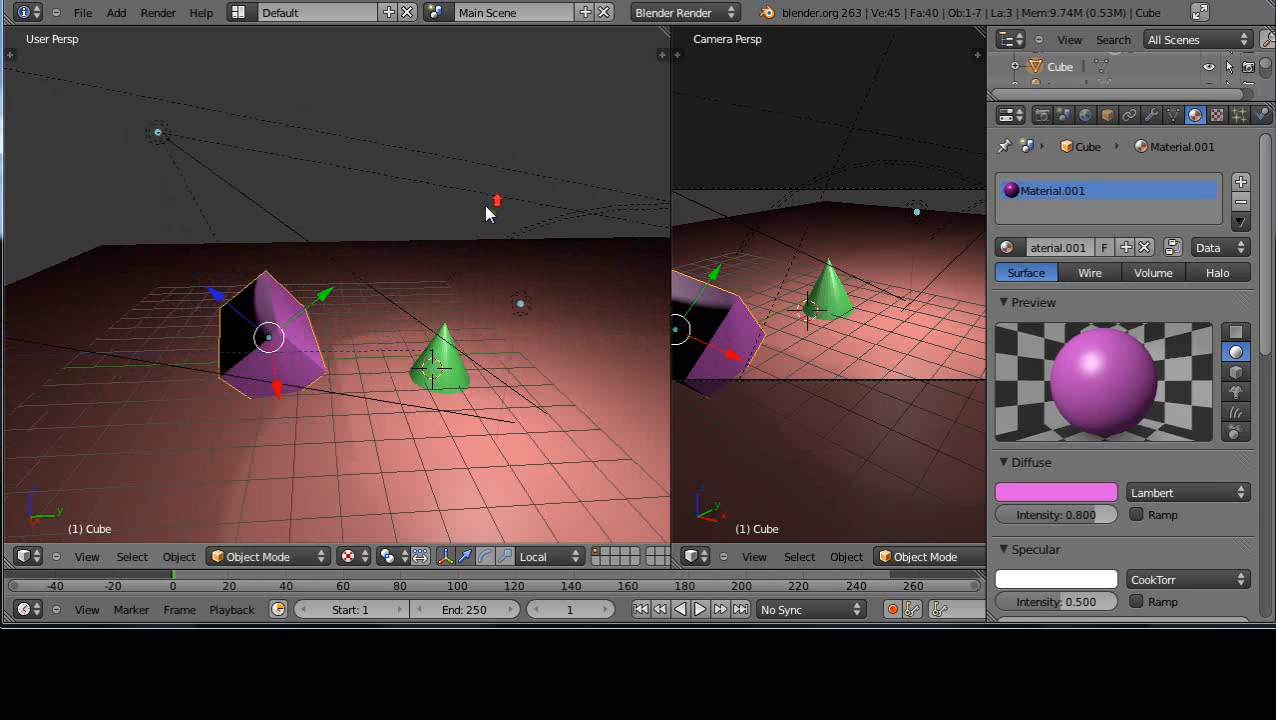 File Add Render Help Default Main Scene Blender Render blender.org 263 | Ve:45 | Fa:40 | Ob:1-7 | La:3 | Mem:9.74M (0.53M) | Cube
User Persp
Camera Persp
View Search All Scenes
Cube
Cube Material.001
Material.001
aterial.001 F Data
Surface Wire Volume Halo
Preview
Diffuse
Lambert
Intensity: 0.800 Ramp
Specular
CookTorr
Intensity: 0.500 Ramp
z
y
x
(1) Cube
z
y
x
(1) Cube
View Select Object Object Mode Local
View Select Object Object Mode
-40 -20 0 20 40 60 80 100 120 140 160 180 200 220 240 260
View Marker Frame Playback Start: 1 End: 250 1 No Sync